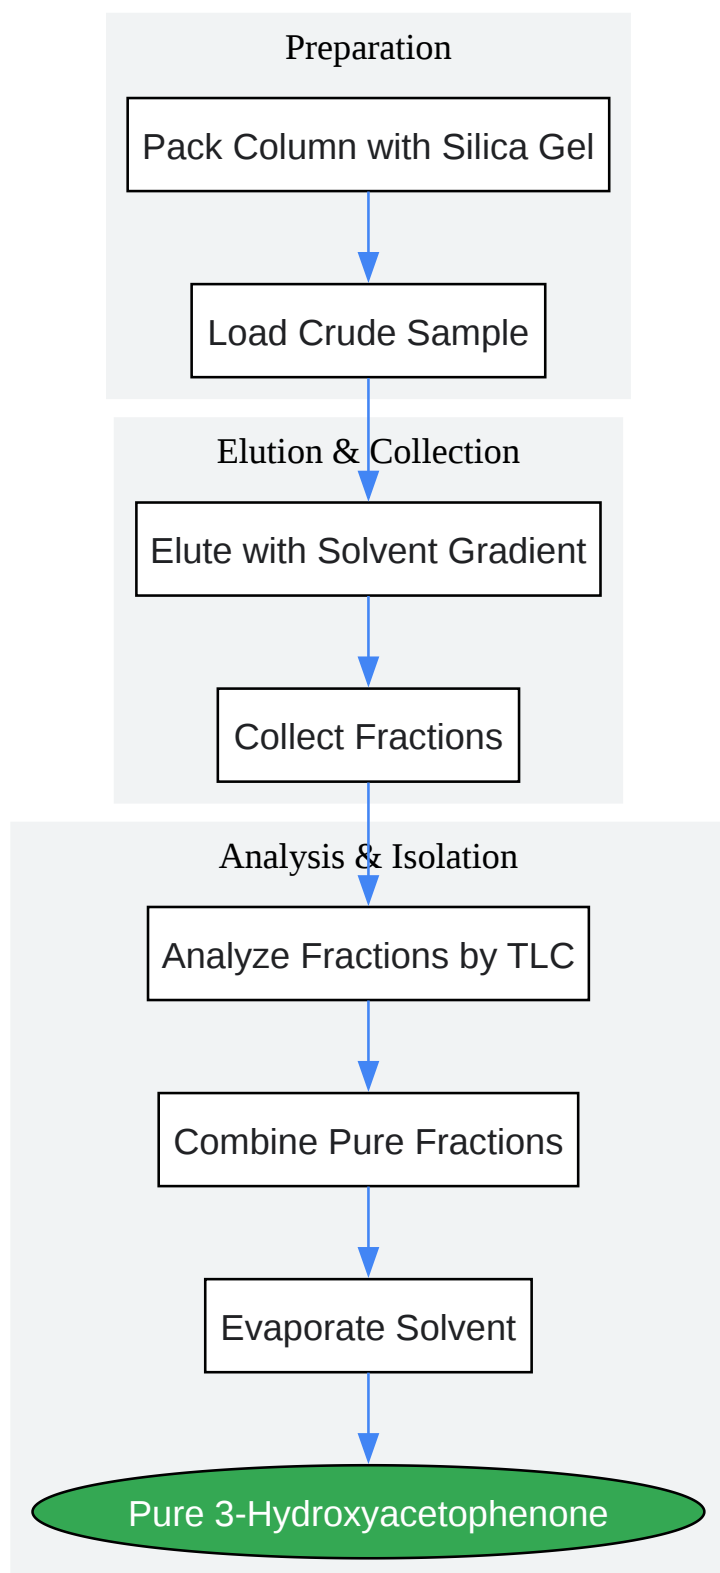 Preparation
Pack Column with Silica Gel
Load Crude Sample
Elution & Collection
Elute with Solvent Gradient
Collect Fractions
Analysis & Isolation
Analyze Fractions by TLC
Combine Pure Fractions
Evaporate Solvent
Pure 3-Hydroxyacetophenone